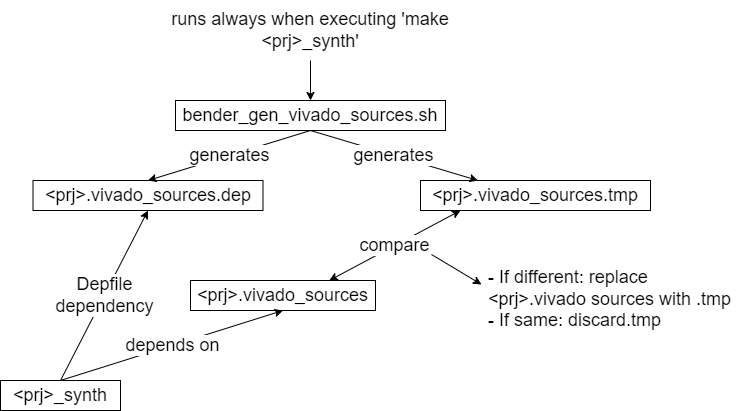 runs always when executing 'make
<prj>_synth'
bender_gen_vivado_sources.sh
generates
generates
<prj>.vivado_sources.dep
<prj>.vivado_sources.tmp
compare
Depfile
dependency
<prj>.vivado_sources
- If different: replace
<prj>.vivado sources with .tmp
- If same: discard.tmp
depends on
<prj>_synth